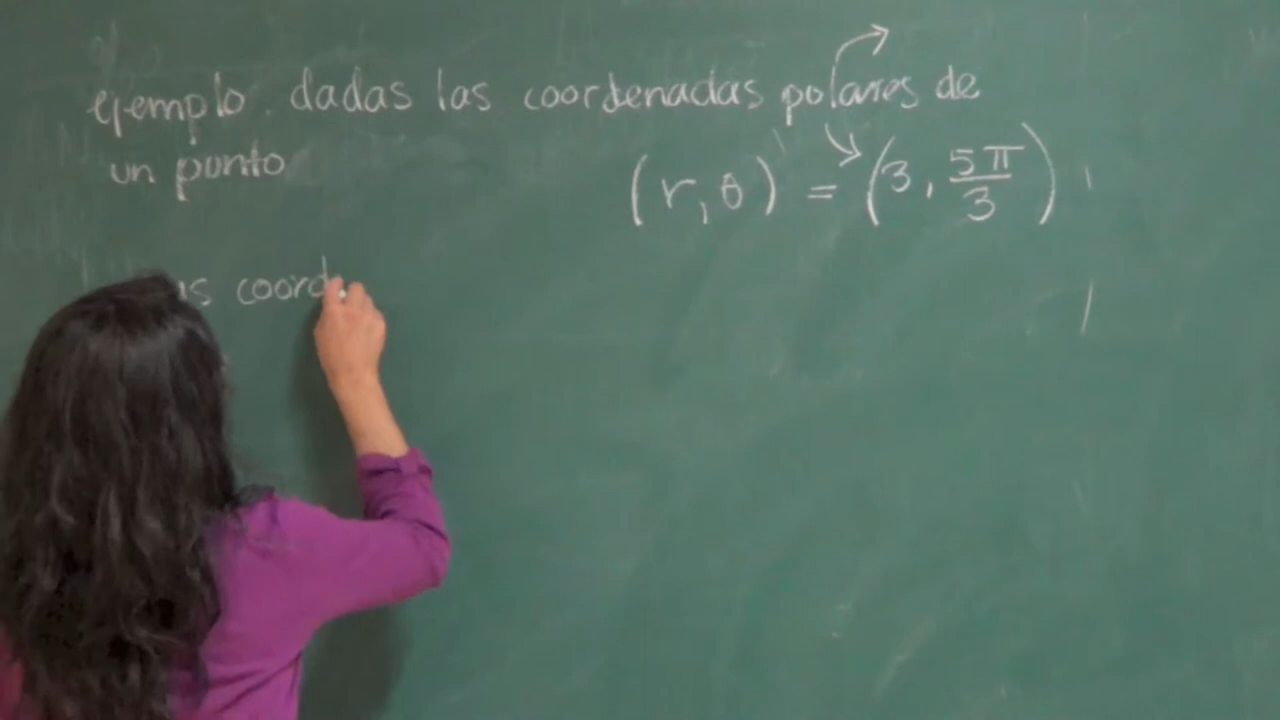 ejemplo. dadas las coordenadas polares de
un punto
(r, θ) = (3, 5π/3)
as coord